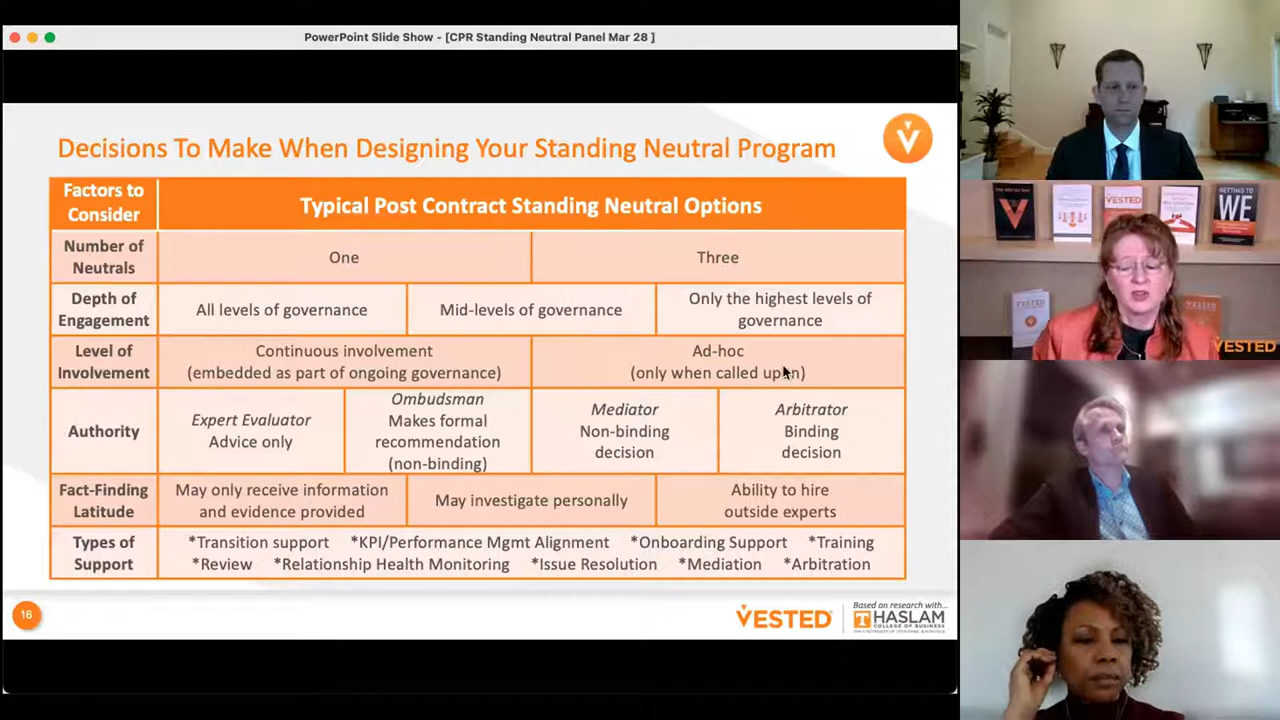 PowerPoint Slide Show - [CPR Standing Neutral Panel Mar 28 ]
Decisions To Make When Designing Your Standing Neutral Program
Factors to
Consider
Typical Post Contract Standing Neutral Options
Number of
Neutrals
One
Three
Depth of
Engagement
All levels of governance
Mid-levels of governance
Only the highest levels of
governance
Level of
Involvement
Continuous involvement
(embedded as part of ongoing governance)
Ad-hoc
(only when called upon)
Authority
Expert Evaluator
Advice only
Ombudsman
Makes formal
recommendation
(non-binding)
Mediator
Non-binding
decision
Arbitrator
Binding
decision
Fact-Finding
Latitude
May only receive information
and evidence provided
May investigate personally
Ability to hire
outside experts
Types of
Support
*Transition support *KPI/Performance Mgmt Alignment *Onboarding Support *Training
*Review *Relationship Health Monitoring *Issue Resolution *Mediation *Arbitration
16
VESTED
Based on research with...
HASLAM
COLLEGE OF BUSINESS
VESTED
GETTING TO
WE
VESTED